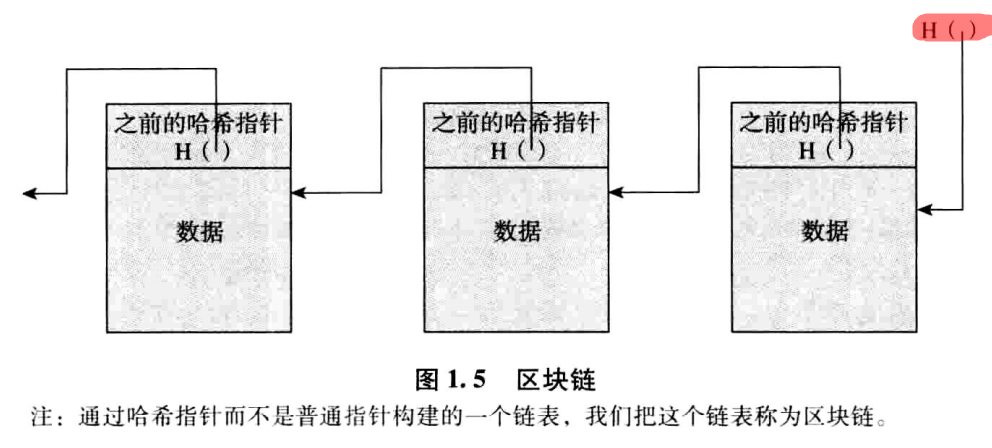 H( )
之前的哈希指针 之前的哈希指针 之前的哈希指针
H( ) H( ) H( )
数据 数据 数据
图 1.5 区块链
注：通过哈希指针而不是普通指针构建的一个链表，我们把这个链表称为区块链。